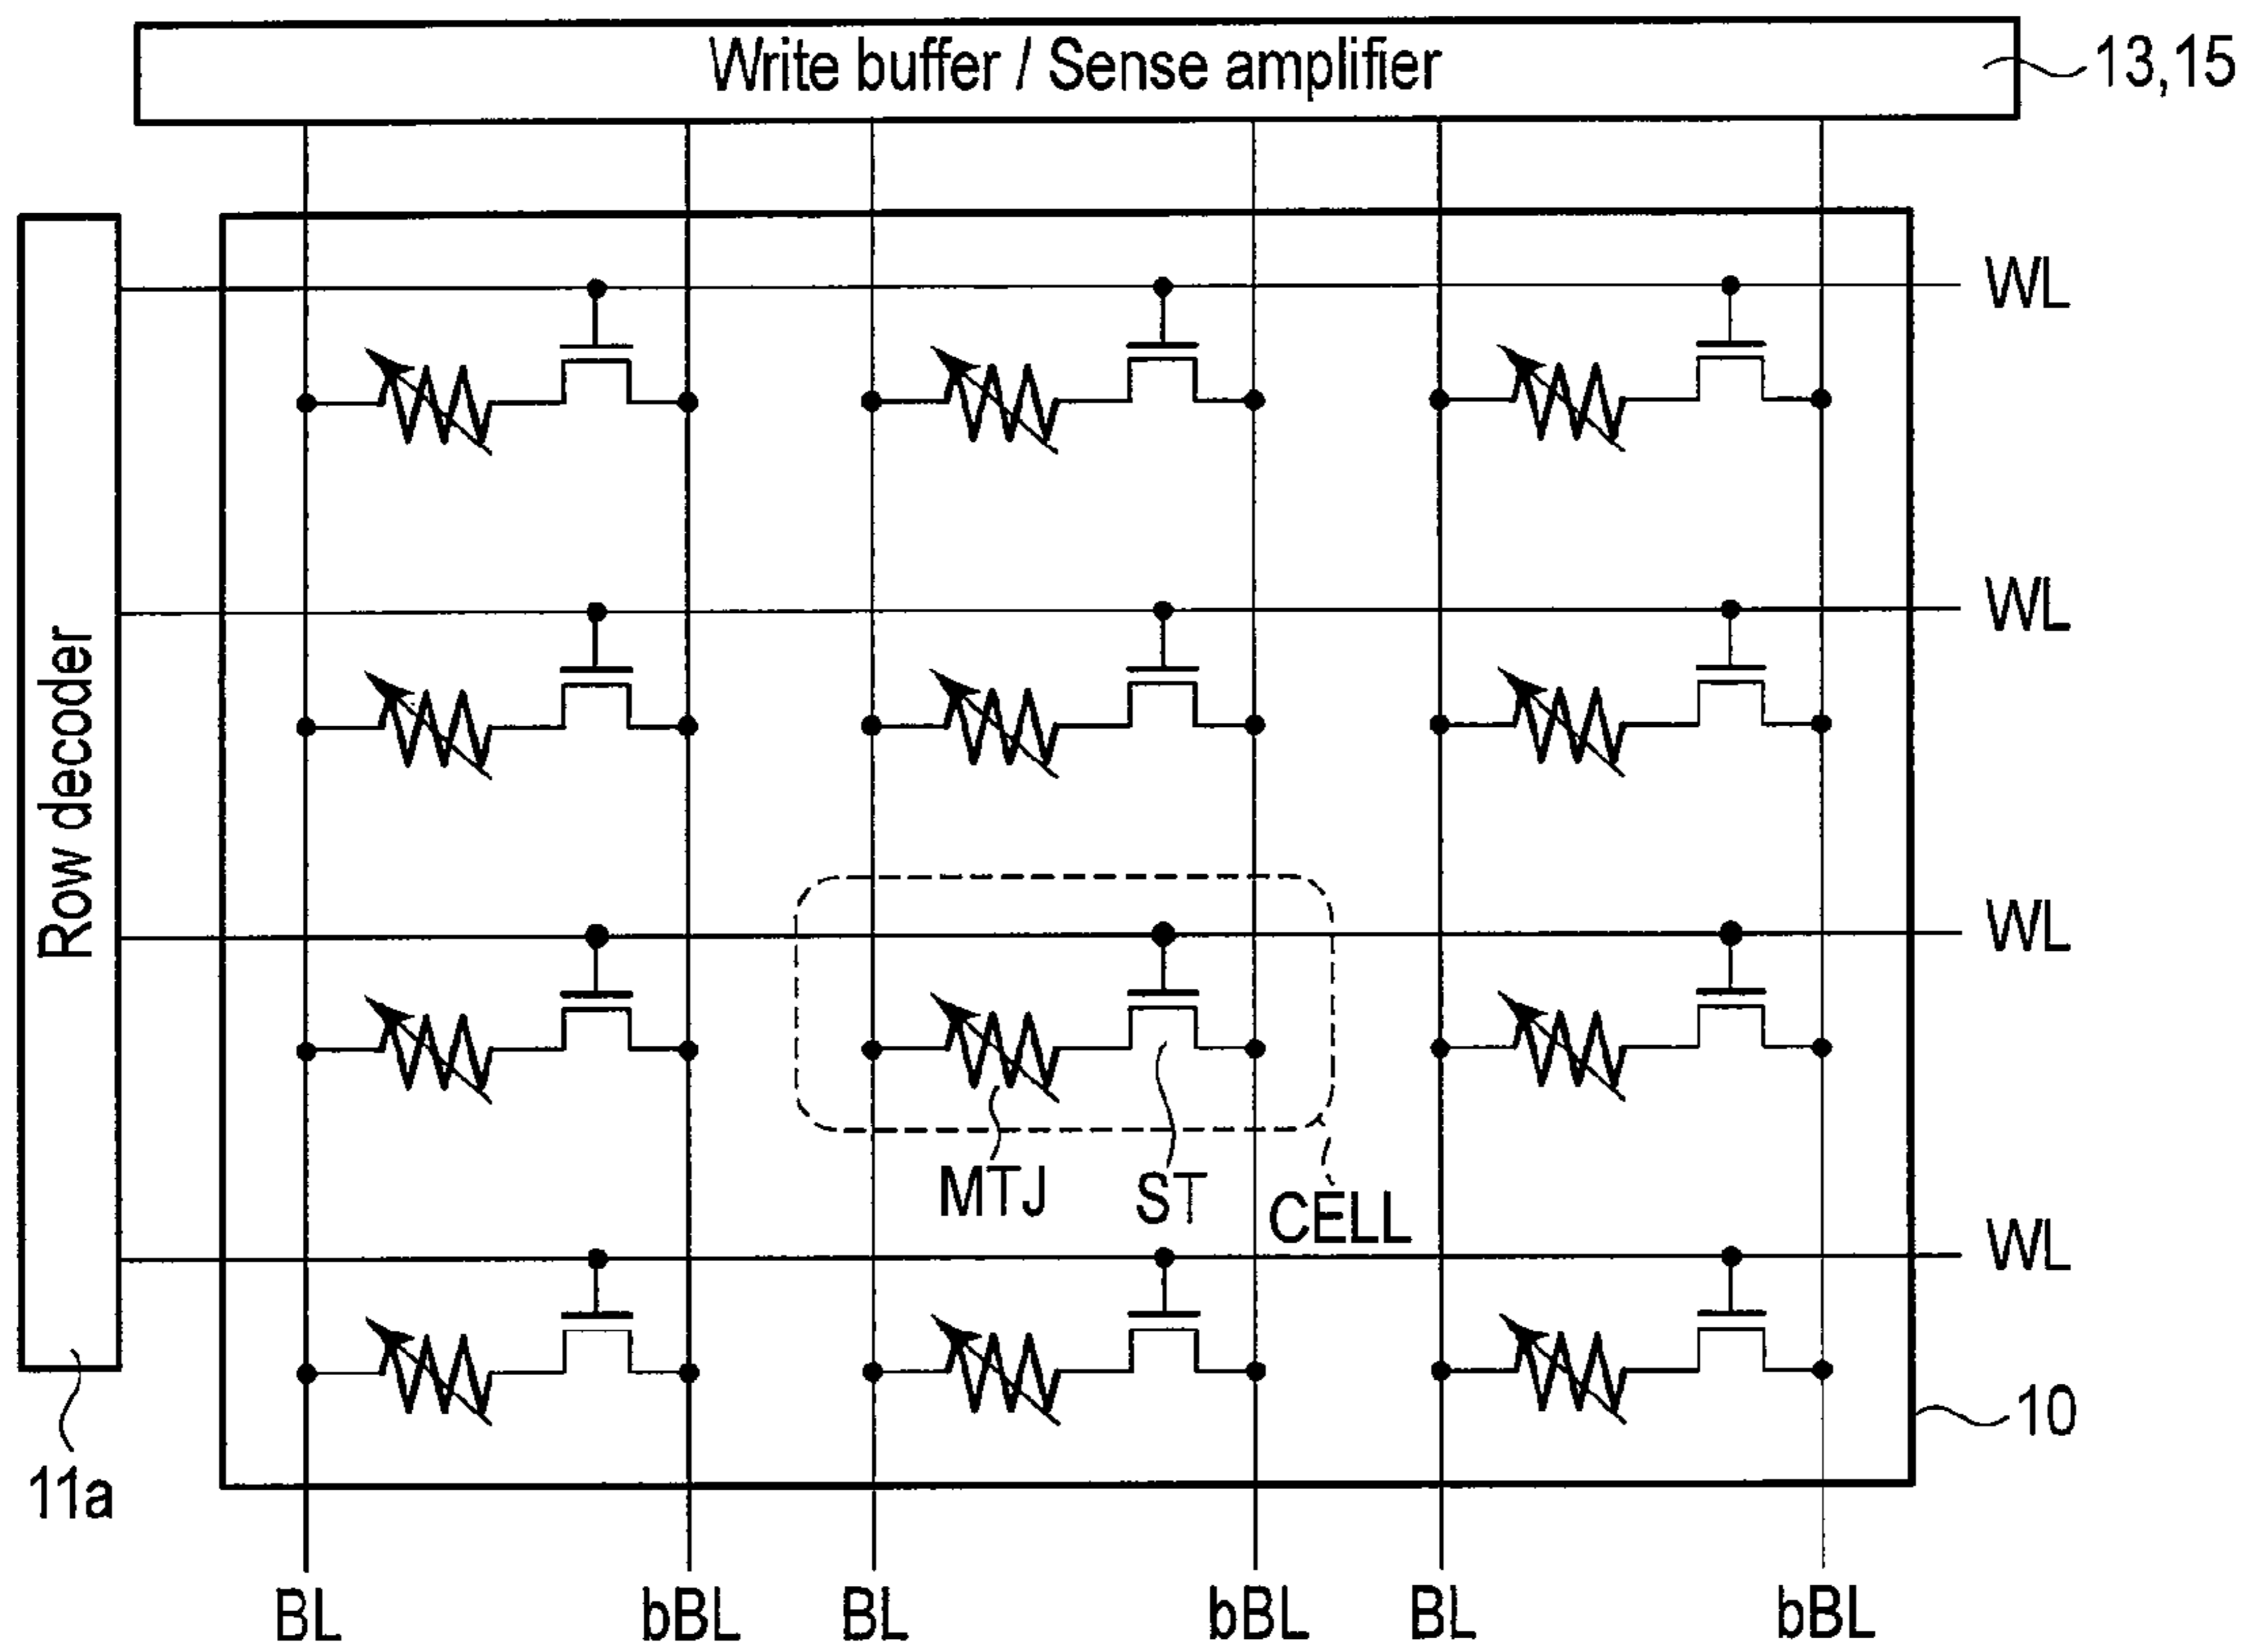 Write buffer / Sense amplifier
13,15
WL
WL
Row decoder
WL
MTJ
ST
CELL
WL
10
11a
BL
bBL
BL
bBL
BL
bBL